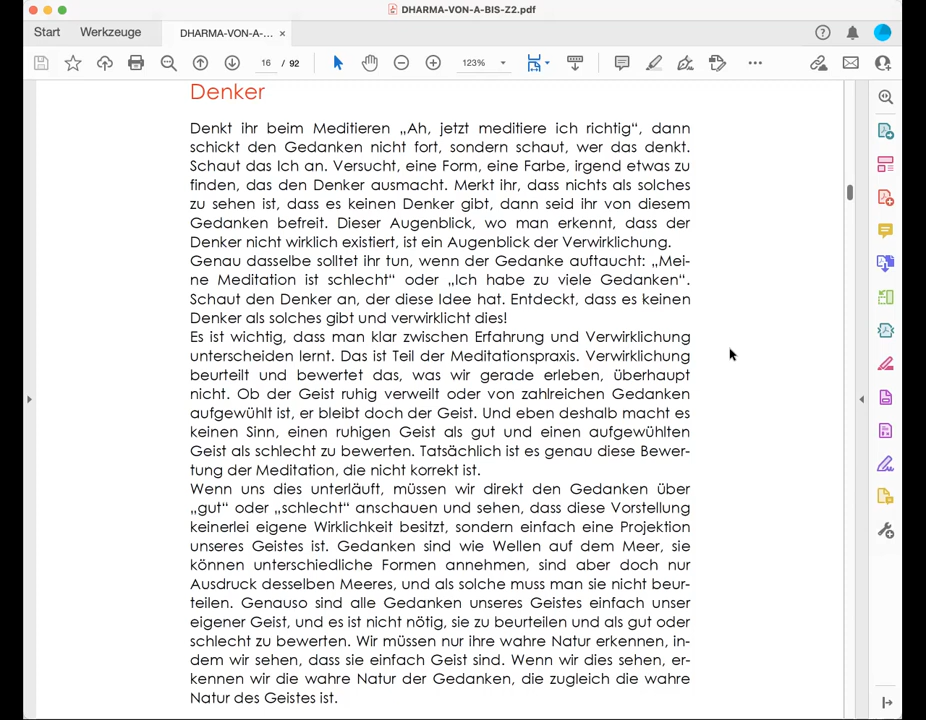 DHARMA-VON-A-BIS-Z2.pdf
Start Werkzeuge DHARMA-VON-A-... ×
16 / 92 123%
Denker
Denkt ihr beim Meditieren „Ah, jetzt meditiere ich richtig“, dann
schickt den Gedanken nicht fort, sondern schaut, wer das denkt.
Schaut das Ich an. Versucht, eine Form, eine Farbe, irgend etwas zu
finden, das den Denker ausmacht. Merkt ihr, dass nichts als solches
zu sehen ist, dass es keinen Denker gibt, dann seid ihr von diesem
Gedanken befreit. Dieser Augenblick, wo man erkennt, dass der
Denker nicht wirklich existiert, ist ein Augenblick der Verwirklichung.
Genau dasselbe solltet ihr tun, wenn der Gedanke auftaucht: „Mei-
ne Meditation ist schlecht“ oder „Ich habe zu viele Gedanken“.
Schaut den Denker an, der diese Idee hat. Entdeckt, dass es keinen
Denker als solches gibt und verwirklicht dies!
Es ist wichtig, dass man klar zwischen Erfahrung und Verwirklichung
unterscheiden lernt. Das ist Teil der Meditationspraxis. Verwirklichung
beurteilt und bewertet das, was wir gerade erleben, überhaupt
nicht. Ob der Geist ruhig verweilt oder von zahlreichen Gedanken
aufgewühlt ist, er bleibt doch der Geist. Und eben deshalb macht es
keinen Sinn, einen ruhigen Geist als gut und einen aufgewühlten
Geist als schlecht zu bewerten. Tatsächlich ist es genau diese Bewer-
tung der Meditation, die nicht korrekt ist.
Wenn uns dies unterläuft, müssen wir direkt den Gedanken über
„gut“ oder „schlecht“ anschauen und sehen, dass diese Vorstellung
keinerlei eigene Wirklichkeit besitzt, sondern einfach eine Projektion
unseres Geistes ist. Gedanken sind wie Wellen auf dem Meer, sie
können unterschiedliche Formen annehmen, sind aber doch nur
Ausdruck desselben Meeres, und als solche muss man sie nicht beur-
teilen. Genauso sind alle Gedanken unseres Geistes einfach unser
eigener Geist, und es ist nicht nötig, sie zu beurteilen und als gut oder
schlecht zu bewerten. Wir müssen nur ihre wahre Natur erkennen, in-
dem wir sehen, dass sie einfach Geist sind. Wenn wir dies sehen, er-
kennen wir die wahre Natur der Gedanken, die zugleich die wahre
Natur des Geistes ist.